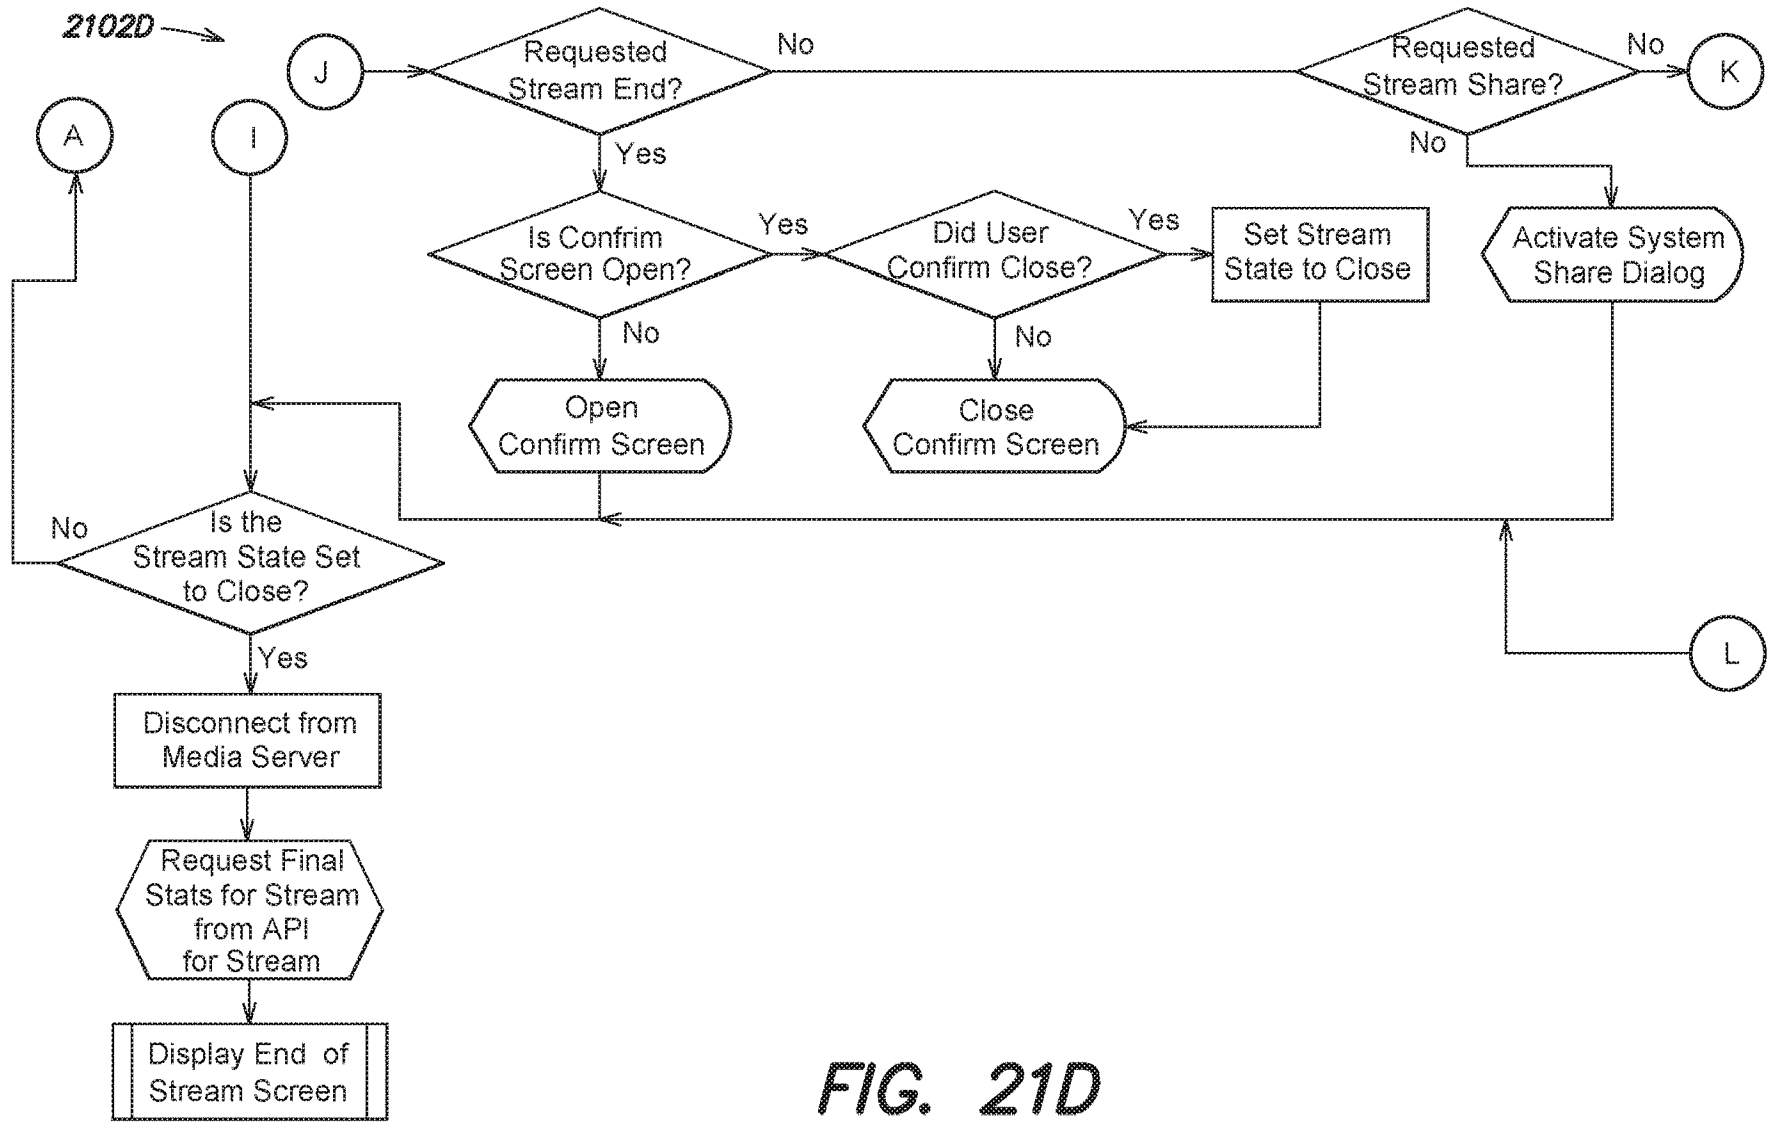 2102D
J
Requested
Stream End?
No
Requested
Stream Share?
No
K
A
I
Yes
No
Is Confrim
Screen Open?
Yes
Did User
Confirm Close?
Yes
Set Stream
State to Close
Activate System
Share Dialog
No
No
Open
Confirm Screen
Close
Confirm Screen
No
Is the
Stream State Set
to Close?
Yes
L
Disconnect from
Media Server
Request Final
Stats for Stream
from API
for Stream
Display End of
Stream Screen
FIG. 21D